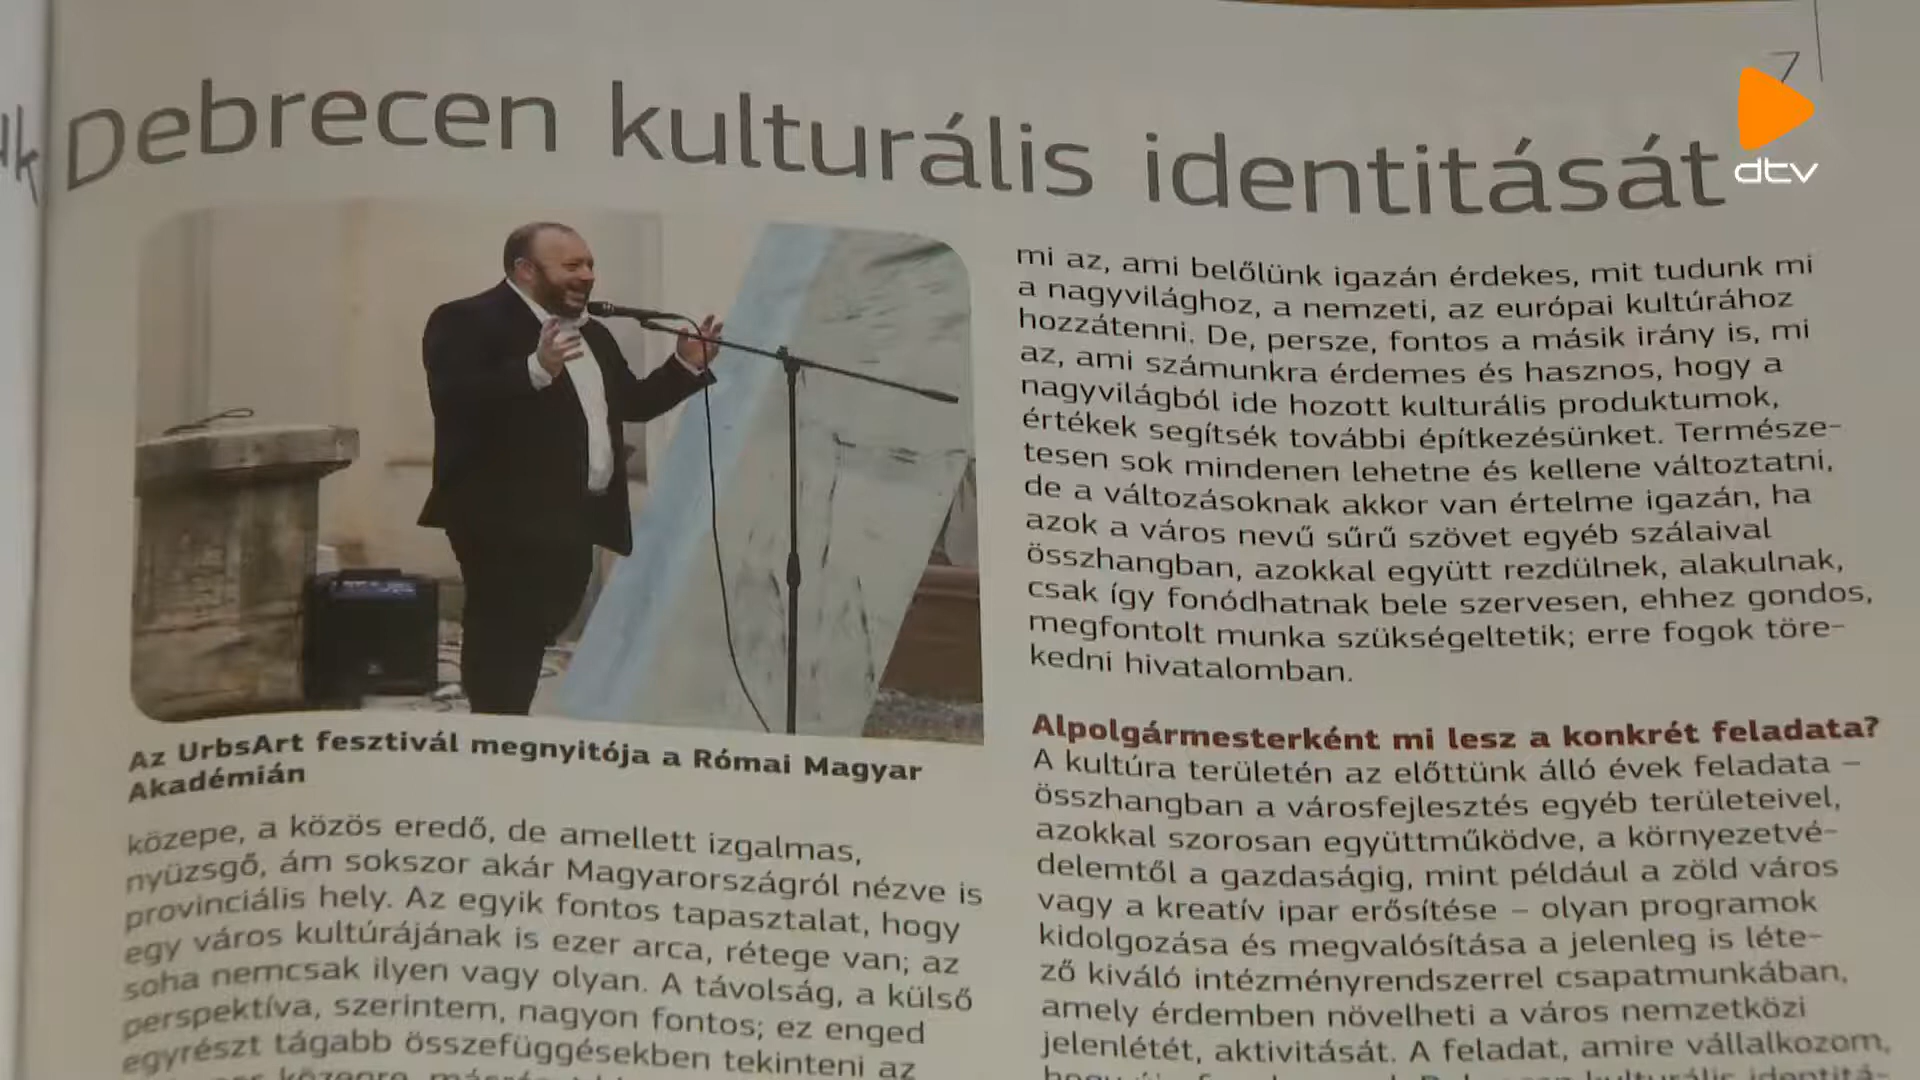 Debrecen kulturális identitását
7
dtv
Az UrbsArt fesztivál megnyitója a Római Magyar
Akadémián
közepe, a közös eredő, de amellett izgalmas,
nyüzsgő, ám sokszor akár Magyarországról nézve is
provinciális hely. Az egyik fontos tapasztalat, hogy
egy város kultúrájának is ezer arca, rétege van; az
soha nemcsak ilyen vagy olyan. A távolság, a külső
perspektíva, szerintem, nagyon fontos; ez enged
egyrészt tágabb összefüggésekben tekinteni az
mi az, ami belőlünk igazán érdekes, mit tudunk mi
a nagyvilághoz, a nemzeti, az európai kultúrához
hozzátenni. De, persze, fontos a másik irány is, mi
az, ami számunkra érdemes és hasznos, hogy a
nagyvilágból ide hozott kulturális produktumok,
értékek segítsék további építkezésünket. Természe-
tesen sok mindenen lehetne és kellene változtatni,
de a változásoknak akkor van értelme igazán, ha
azok a város nevű sűrű szövet egyéb szálaival
összhangban, azokkal együtt rezdülnek, alakulnak,
csak így fonódhatnak bele szervesen, ehhez gondos,
megfontolt munka szükségeltetik; erre fogok töre-
kedni hivatalomban.
Alpolgármesterként mi lesz a konkrét feladata?
A kultúra területén az előttünk álló évek feladata –
összhangban a városfejlesztés egyéb területeivel,
azokkal szorosan együttműködve, a környezetvé-
delemtől a gazdaságig, mint például a zöld város
vagy a kreatív ipar erősítése – olyan programok
kidolgozása és megvalósítása a jelenleg is léte-
ző kiváló intézményrendszerrel csapatmunkában,
amely érdemben növelheti a város nemzetközi
jelenlétét, aktivitását. A feladat, amire vállalkozom,